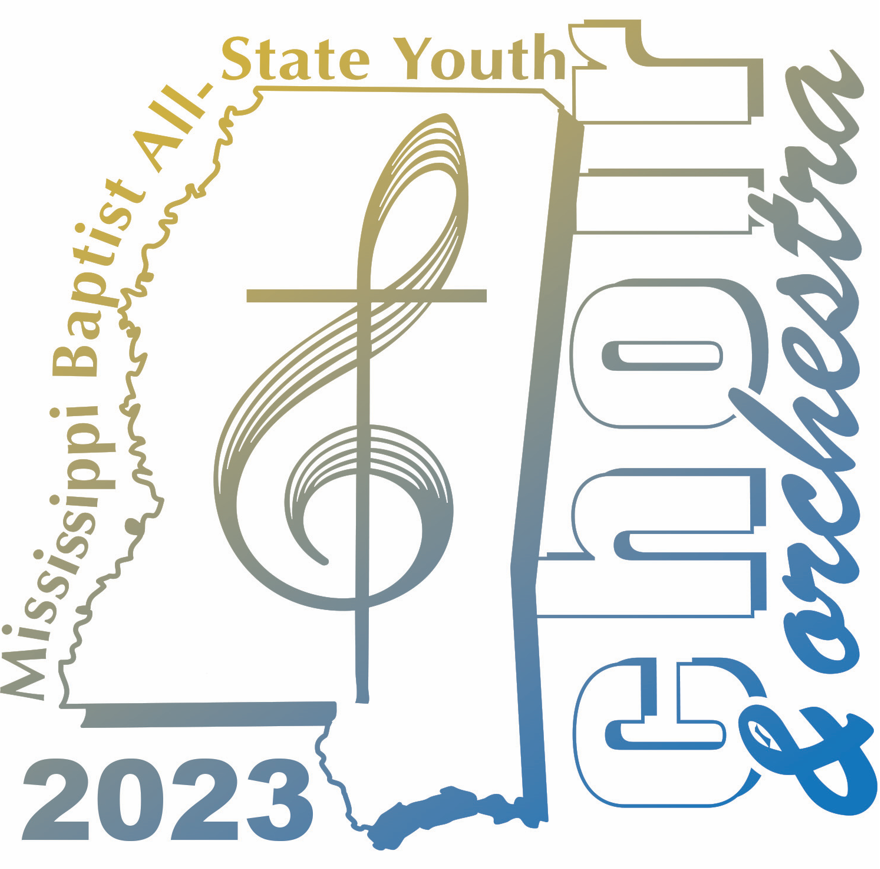 Mississippi Baptist All-State Youth
choir
& orchestra
2023